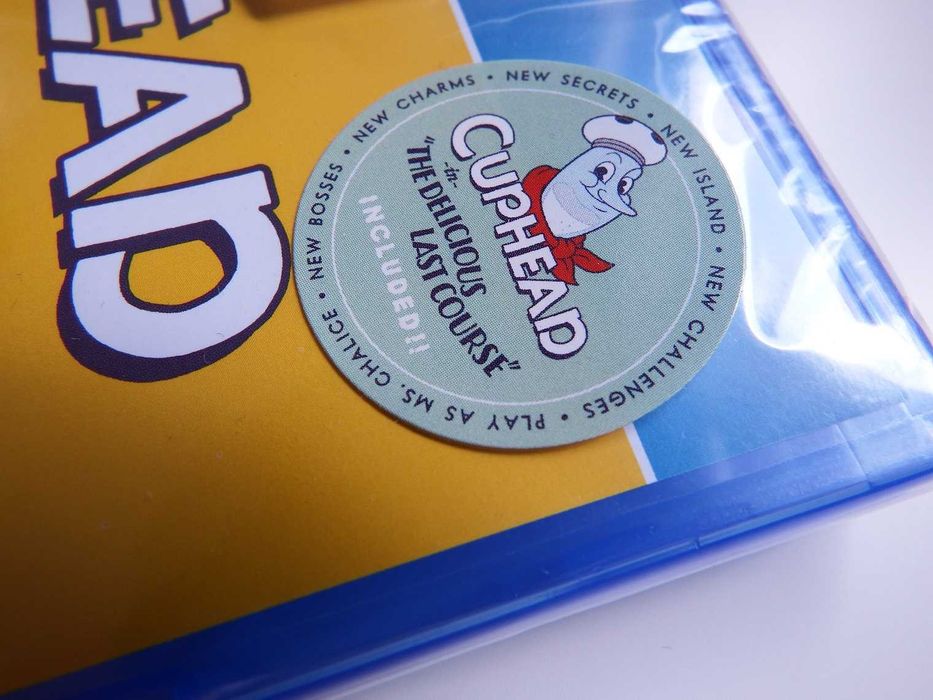 EAD
NEW BOSSES • NEW CHARMS • NEW SECRETS • NEW ISLAND • NEW CHALLENGES • PLAY AS MS. CHALICE •
CUPHEAD
-in-
"THE DELICIOUS
LAST COURSE"
INCLUDED!!